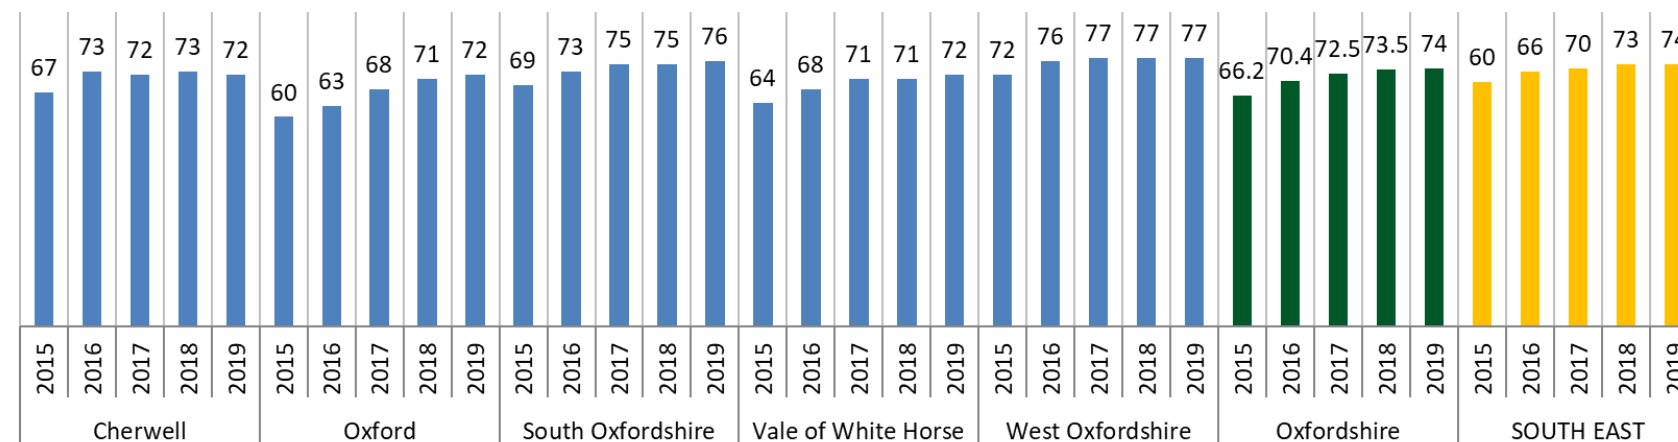 67 73 72 73 72 60 63 68 71 72 69 73 75 75 76 64 68 71 71 72 72 76 77 77 77 66.2 70.4 72.5 73.5 74 60 66 70 73 74
2015 2016 2017 2018 2019 2015 2016 2017 2018 2019 2015 2016 2017 2018 2019 2015 2016 2017 2018 2019 2015 2016 2017 2018 2019 2015 2016 2017 2018 2019 2015 2016 2017 2018 2019
Cherwell Oxford South Oxfordshire Vale of White Horse West Oxfordshire Oxfordshire SOUTH EAST